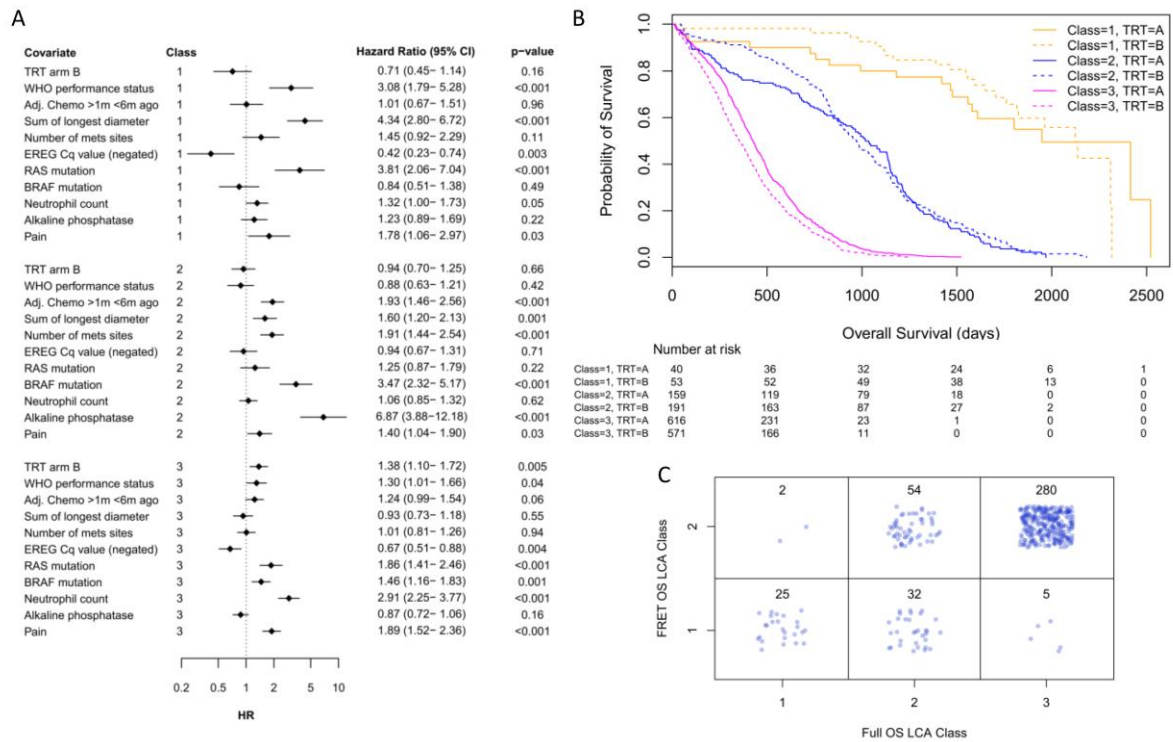 A
Covariate Class Hazard Ratio (95% CI) p-value
TRT arm B 1 0.71 (0.45− 1.14) 0.16
WHO performance status 1 3.08 (1.79− 5.28) <0.001
Adj. Chemo >1m <6m ago 1 1.01 (0.67− 1.51) 0.96
Sum of longest diameter 1 4.34 (2.80− 6.72) <0.001
Number of mets sites 1 1.45 (0.92− 2.29) 0.11
EREG Cq value (negated) 1 0.42 (0.23− 0.74) 0.003
RAS mutation 1 3.81 (2.06− 7.04) <0.001
BRAF mutation 1 0.84 (0.51− 1.38) 0.49
Neutrophil count 1 1.32 (1.00− 1.73) 0.05
Alkaline phosphatase 1 1.23 (0.89− 1.69) 0.22
Pain 1 1.78 (1.06− 2.97) 0.03
TRT arm B 2 0.94 (0.70− 1.25) 0.66
WHO performance status 2 0.88 (0.63− 1.21) 0.42
Adj. Chemo >1m <6m ago 2 1.93 (1.46− 2.56) <0.001
Sum of longest diameter 2 1.60 (1.20− 2.13) 0.001
Number of mets sites 2 1.91 (1.44− 2.54) <0.001
EREG Cq value (negated) 2 0.94 (0.67− 1.31) 0.71
RAS mutation 2 1.25 (0.87− 1.79) 0.22
BRAF mutation 2 3.47 (2.32− 5.17) <0.001
Neutrophil count 2 1.06 (0.85− 1.32) 0.62
Alkaline phosphatase 2 6.87 (3.88−12.18) <0.001
Pain 2 1.40 (1.04− 1.90) 0.03
TRT arm B 3 1.38 (1.10− 1.72) 0.005
WHO performance status 3 1.30 (1.01− 1.66) 0.04
Adj. Chemo >1m <6m ago 3 1.24 (0.99− 1.54) 0.06
Sum of longest diameter 3 0.93 (0.73− 1.18) 0.55
Number of mets sites 3 1.01 (0.81− 1.26) 0.94
EREG Cq value (negated) 3 0.67 (0.51− 0.88) 0.004
RAS mutation 3 1.86 (1.41− 2.46) <0.001
BRAF mutation 3 1.46 (1.16− 1.83) 0.001
Neutrophil count 3 2.91 (2.25− 3.77) <0.001
Alkaline phosphatase 3 0.87 (0.72− 1.06) 0.16
Pain 3 1.89 (1.52− 2.36) <0.001
0.2 0.5 1 2 5 10
HR
B
Class=1, TRT=A
Class=1, TRT=B
Class=2, TRT=A
Class=2, TRT=B
Class=3, TRT=A
Class=3, TRT=B
Probability of Survival
1.0
0.8
0.6
0.4
0.2
0.0
0 500 1000 1500 2000 2500
Overall Survival (days)
Number at risk
Class=1, TRT=A 40 36 32 24 6 1
Class=1, TRT=B 53 52 49 38 13 0
Class=2, TRT=A 159 119 79 18 0 0
Class=2, TRT=B 191 163 87 27 2 0
Class=3, TRT=A 616 231 23 1 0 0
Class=3, TRT=B 571 166 11 0 0 0
C
FRET OS LCA Class
2
2 54 280
1
25 32 5
1 2 3
Full OS LCA Class